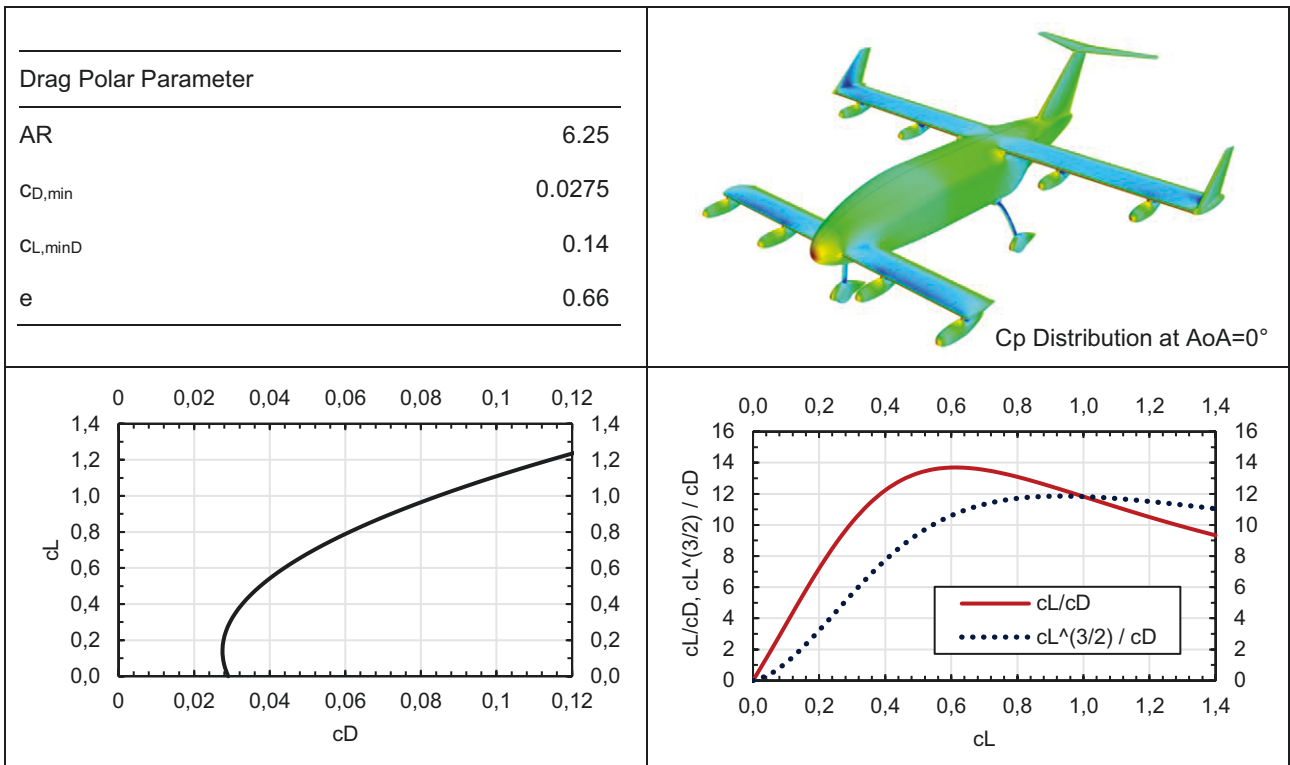 Drag Polar Parameter
AR 6.25
cD,min 0.0275
cL,minD 0.14
e 0.66
Cp Distribution at AoA=0°
0 0,02 0,04 0,06 0,08 0,1 0,12
1,4 1,4
1,2 1,2
1,0 1,0
0,8 0,8
0,6 0,6
0,4 0,4
0,2 0,2
0,0 0,0
0 0,02 0,04 0,06 0,08 0,1 0,12
cL
cD
0,0 0,2 0,4 0,6 0,8 1,0 1,2 1,4
16 16
14 14
12 12
10 10
8 8
6 6
4 4
2 2
0 0
0,0 0,2 0,4 0,6 0,8 1,0 1,2 1,4
cL/cD, cL^(3/2) / cD
cL/cD
cL^(3/2) / cD
cL